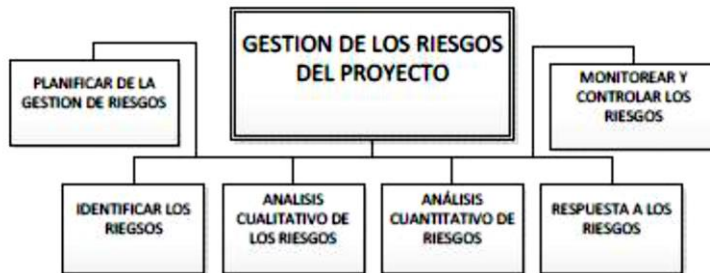 GESTION DE LOS RIESGOS
DEL PROYECTO
PLANIFICAR DE LA
GESTION DE RIESGOS
MONITOREAR Y
CONTROLAR LOS
RIESGOS
IDENTIFICAR LOS
RIEGSOS
ANALISIS
CUALITATIVO DE
LOS RIESGOS
ANÁLISIS
CUANTITATIVO DE
RIESGOS
RESPUESTA A LOS
RIESGOS